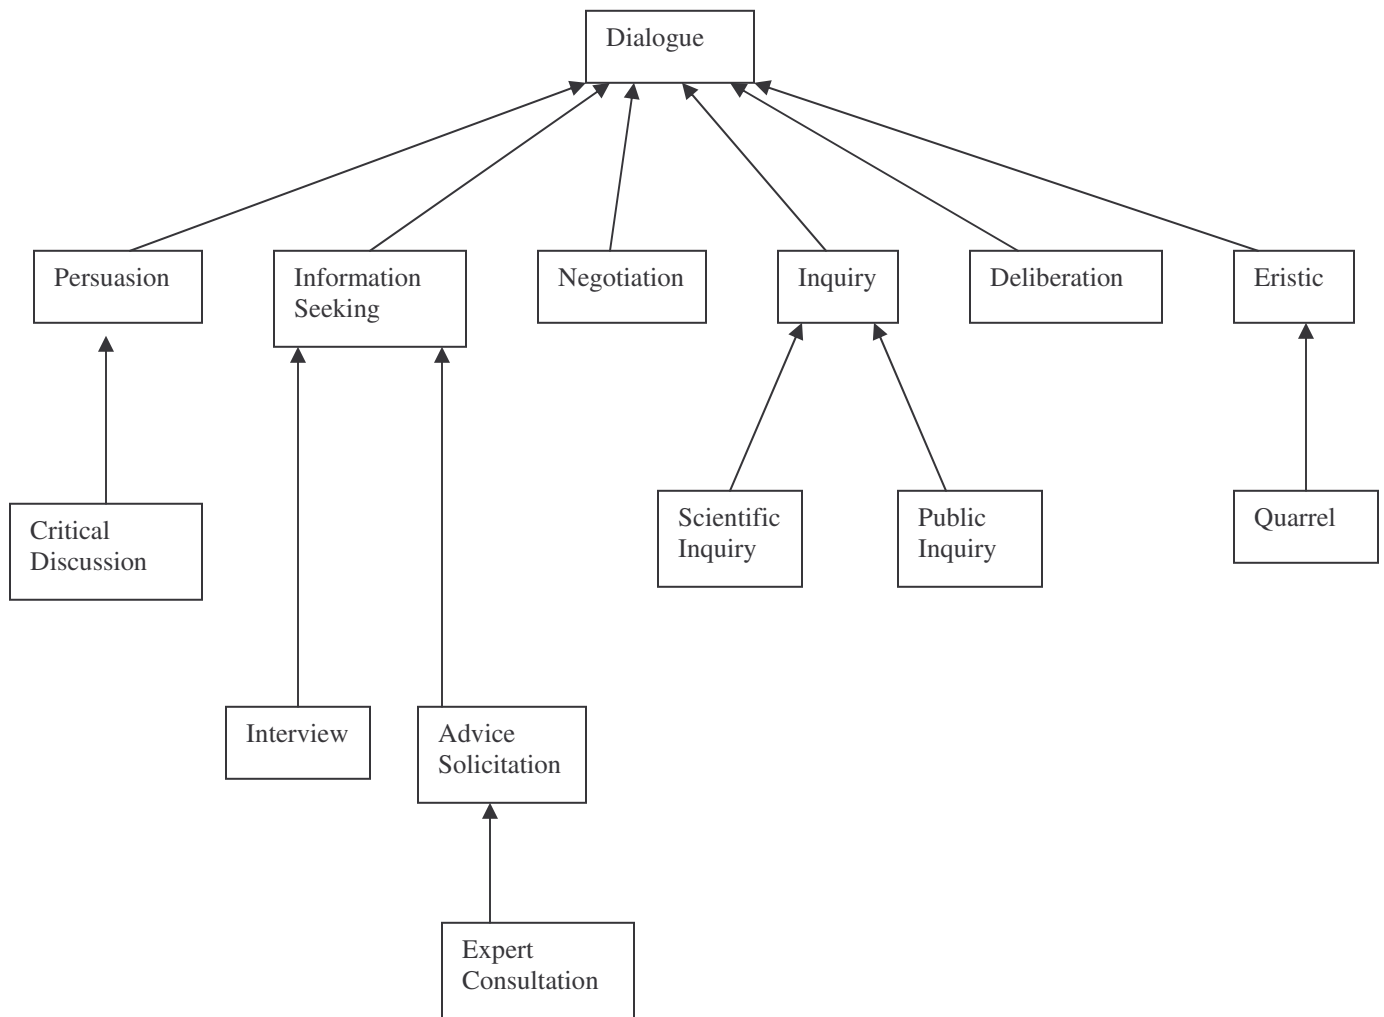 Dialogue
Persuasion
Information
Seeking
Negotiation
Inquiry
Deliberation
Eristic
Critical
Discussion
Scientific
Inquiry
Public
Inquiry
Quarrel
Interview
Advice
Solicitation
Expert
Consultation